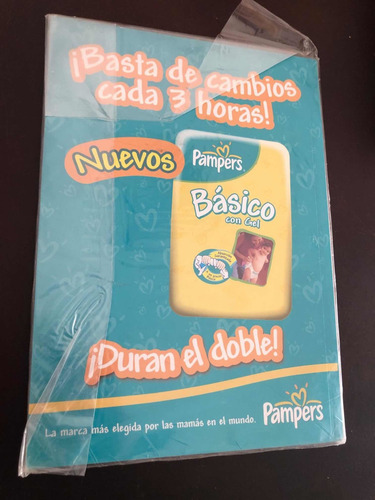 ¡Basta de cambios
cada 3 horas!
Nuevos
Pampers
Básico
con Gel
¡Duran el doble!
La marca más elegida por las mamás en el mundo.
Pampers